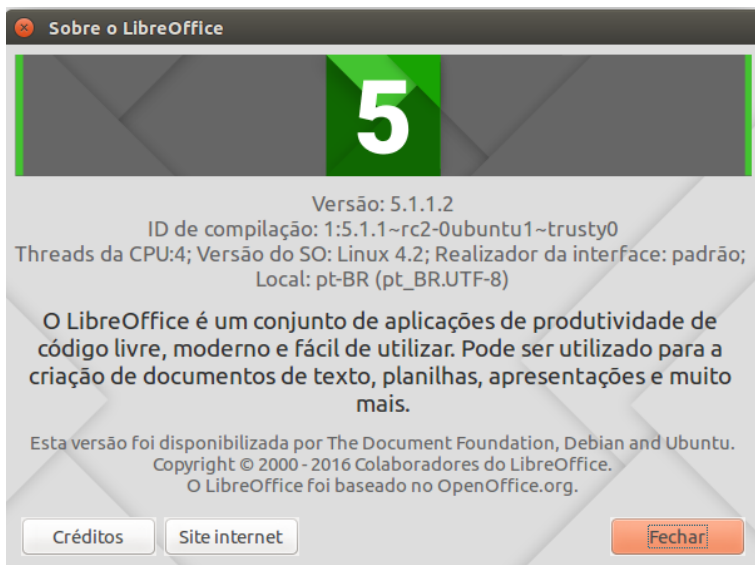 Sobre o LibreOffice
5
Versão: 5.1.1.2
ID de compilação: 1:5.1.1~rc2-0ubuntu1~trusty0
Threads da CPU:4; Versão do SO: Linux 4.2; Realizador da interface: padrão;
Local: pt-BR (pt_BR.UTF-8)
O LibreOffice é um conjunto de aplicações de produtividade de
código livre, moderno e fácil de utilizar. Pode ser utilizado para a
criação de documentos de texto, planilhas, apresentações e muito
mais.
Esta versão foi disponibilizada por The Document Foundation, Debian and Ubuntu.
Copyright © 2000 - 2016 Colaboradores do LibreOffice.
O LibreOffice foi baseado no OpenOffice.org.
Créditos Site internet Fechar